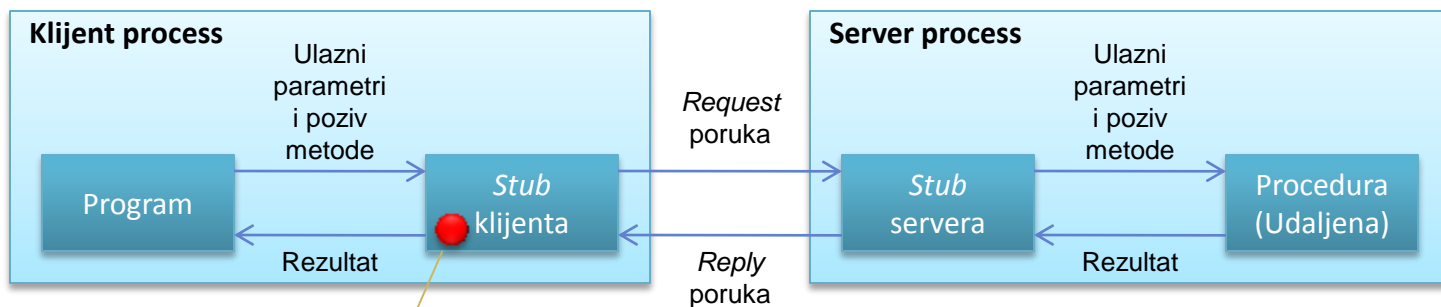 Klijent process
Ulazni
parametri
i poziv
metode
Program
Stub
klijenta
Rezultat
Request
poruka
Reply
poruka
Server process
Ulazni
parametri
i poziv
metode
Stub
servera
Procedura
(Udaljena)
Rezultat